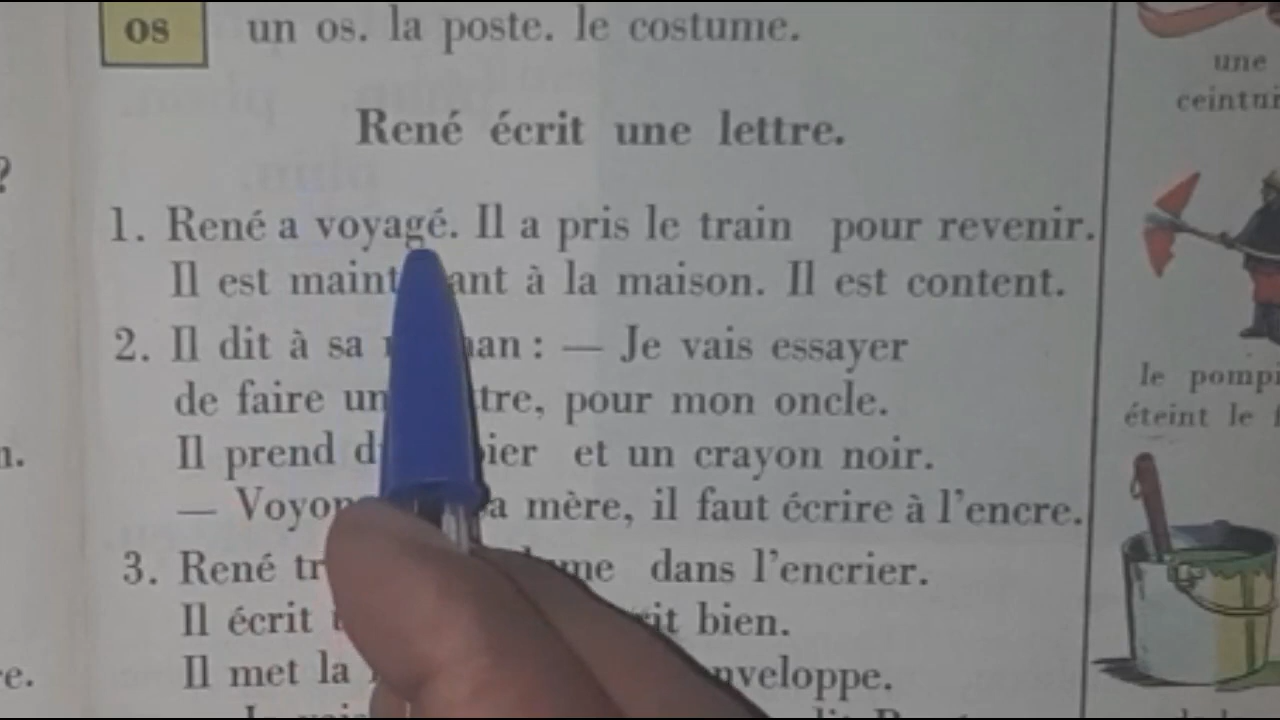 os un os. la poste. le costume.
René écrit une lettre.
1. René a voyagé. Il a pris le train pour revenir.
Il est maint ant à la maison. Il est content.
2. Il dit à sa an : — Je vais essayer
de faire un tre, pour mon oncle.
Il prend d ier et un crayon noir.
— Voyon a mère, il faut écrire à l'encre.
3. René tr me dans l'encrier.
Il écrit it bien.
Il met la nveloppe.
une
ceintu
le pomp
éteint le
?
n.
e.